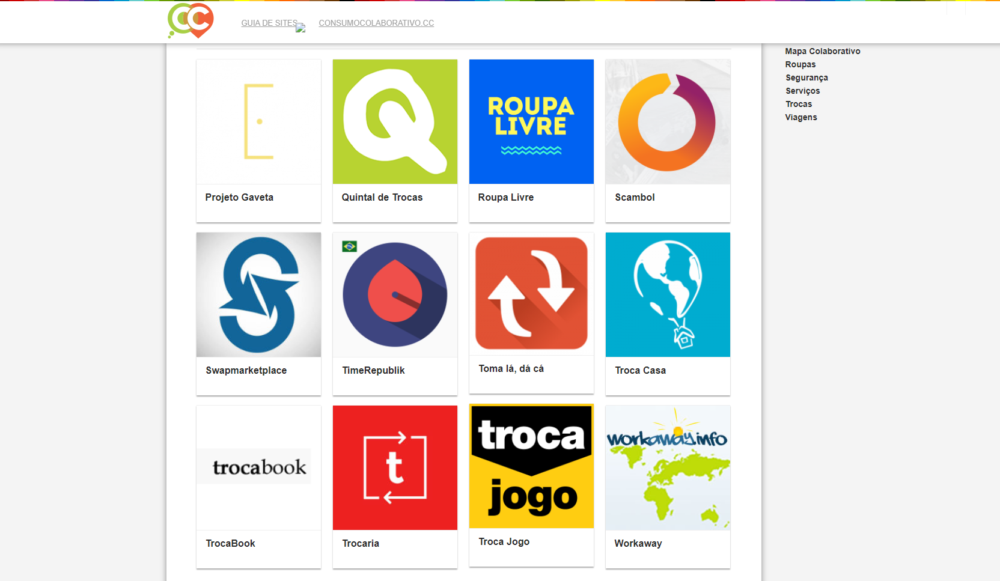 CC
GUIA DE SITES
CONSUMOCOLABORATIVO.CC
Mapa Colaborativo
Roupas
Segurança
Serviços
Trocas
Viagens
ROUPA
LIVRE
Projeto Gaveta
Quintal de Trocas
Roupa Livre
Scambol
Swapmarketplace
TimeRepublik
Toma lá, dá cá
Troca Casa
trocabook
t
troca
jogo
workaway.info
TrocaBook
Trocaria
Troca Jogo
Workaway